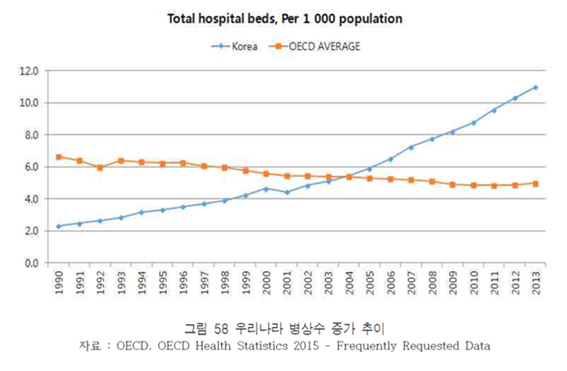 Total hospital beds, Per 1 000 population
Korea OECD AVERAGE
12.0
10.0
8.0
6.0
4.0
2.0
0.0
1990 1991 1992 1993 1994 1995 1996 1997 1998 1999 2000 2001 2002 2003 2004 2005 2006 2007 2008 2009 2010 2011 2012 2013
그림 58 우리나라 병상수 증가 추이
자료 : OECD. OECD Health Statistics 2015 - Frequently Requested Data